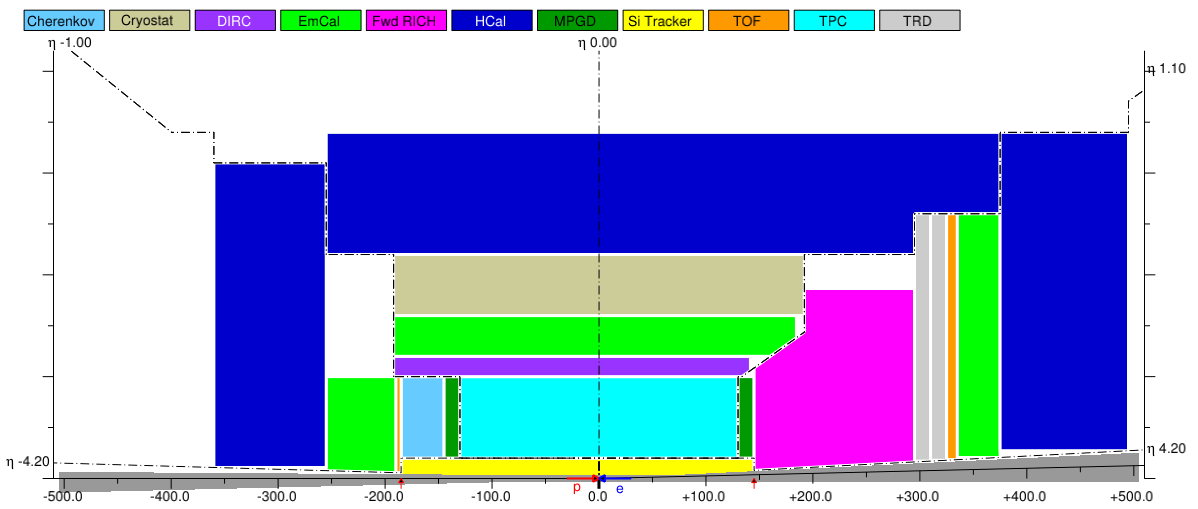 Cherenkov Cryostat DIRC EmCal Fwd RICH HCal MPGD Si Tracker TOF TPC TRD
η -1.00 η 0.00
η 1.10
η -4.20 η 4.20
-500.0 -400.0 -300.0 -200.0 -100.0 0.0 +100.0 +200.0 +300.0 +400.0 +500.0
p e